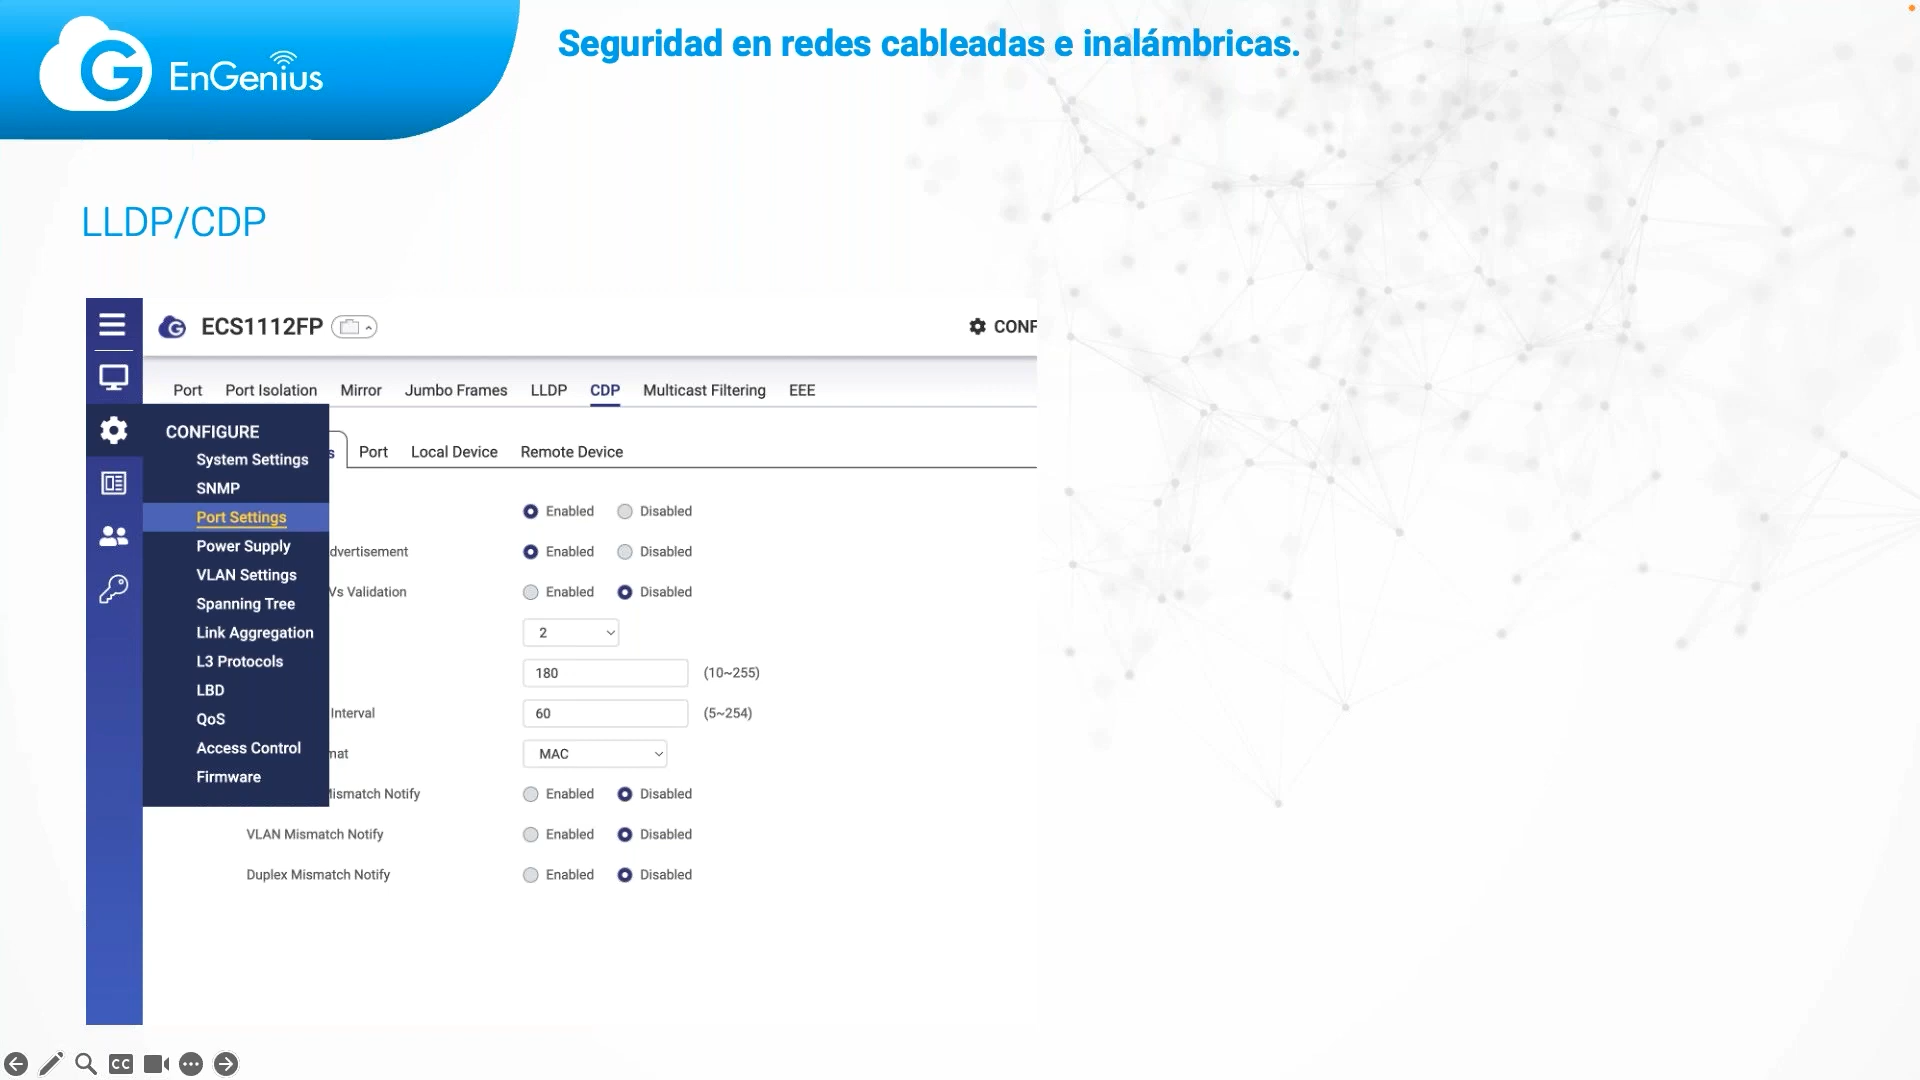 EnGenius
Seguridad en redes cableadas e inalámbricas.
LLDP/CDP
ECS1112FP
CONF
Port Port Isolation Mirror Jumbo Frames LLDP CDP Multicast Filtering EEE
CONFIGURE
System Settings
SNMP
Port Settings
Power Supply
VLAN Settings
Spanning Tree
Link Aggregation
L3 Protocols
LBD
QoS
Access Control
Firmware
s Port Local Device Remote Device
Enabled Disabled
dvertisement Enabled Disabled
Vs Validation Enabled Disabled
2
180 (10~255)
Interval 60 (5~254)
mat MAC
Mismatch Notify Enabled Disabled
VLAN Mismatch Notify Enabled Disabled
Duplex Mismatch Notify Enabled Disabled
CC